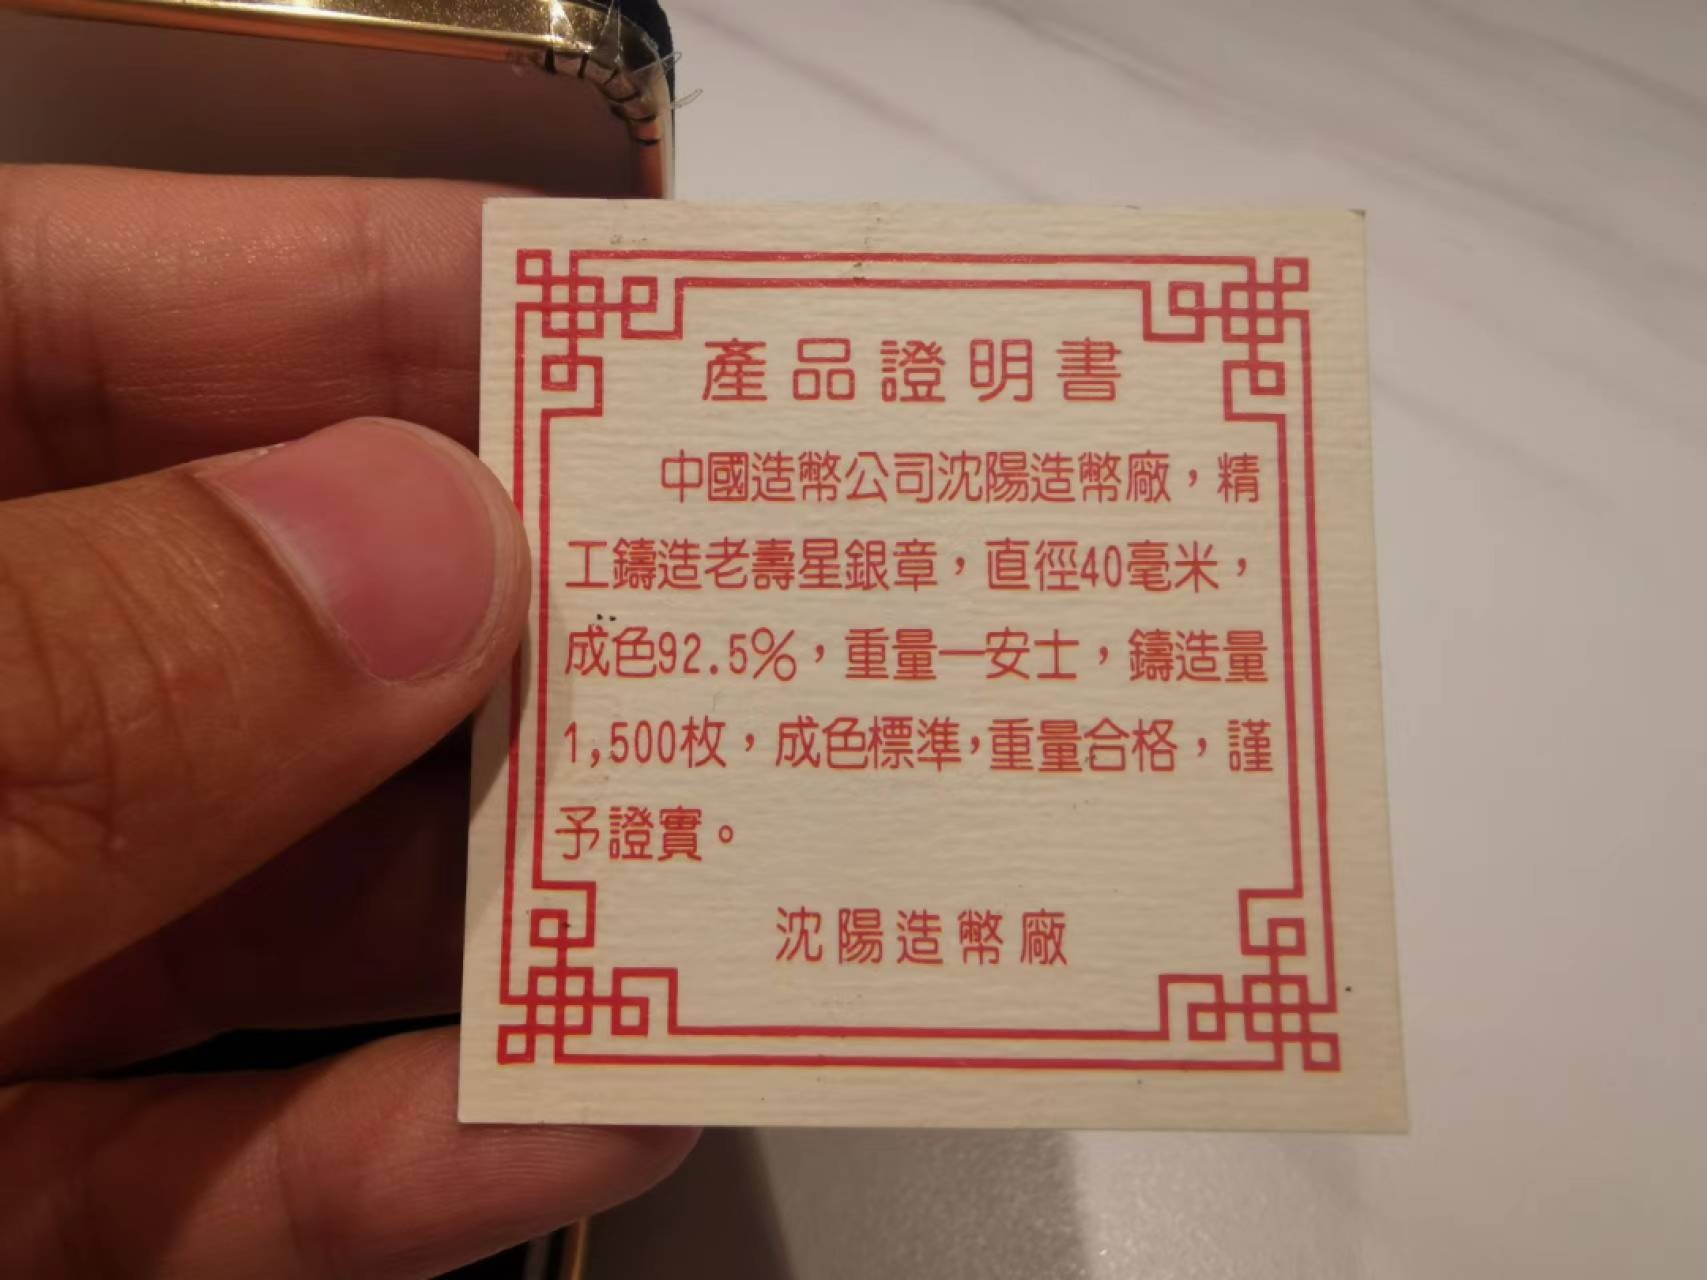 產品證明書
中國造幣公司沈陽造幣廠，精
工鑄造老壽星銀章，直徑40毫米，
成色92.5%，重量一安士，鑄造量
1,500枚，成色標準，重量合格，謹
予證實。
沈陽造幣廠